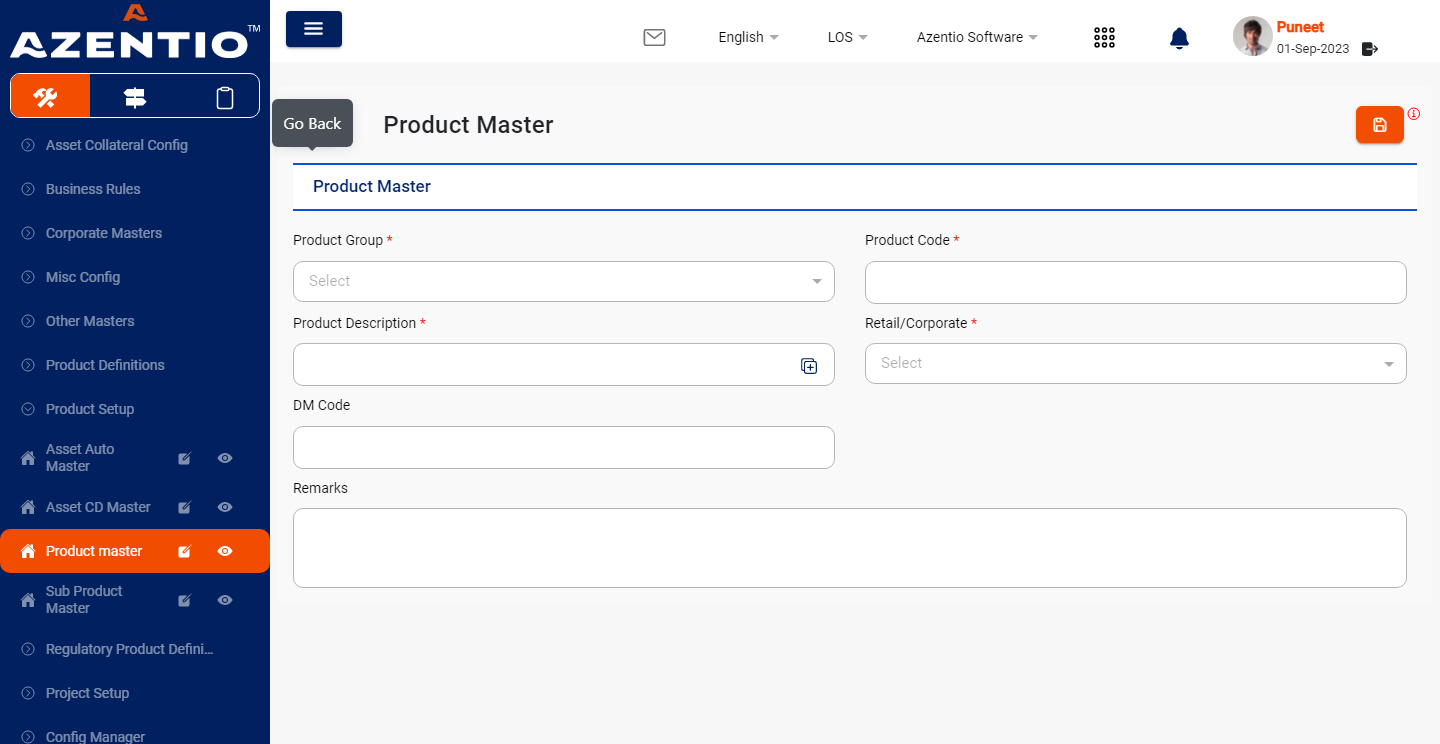 AZENTIO™
English
LOS
Azentio Software
Puneet
01-Sep-2023
Asset Collateral Config
Business Rules
Corporate Masters
Misc Config
Other Masters
Product Definitions
Product Setup
Asset Auto
Master
Asset CD Master
Product master
Sub Product
Master
Regulatory Product Defini...
Project Setup
Config Manager
Go Back
Product Master
Product Master
Product Group *
Select
Product Code *
Product Description *
Retail/Corporate *
Select
DM Code
Remarks